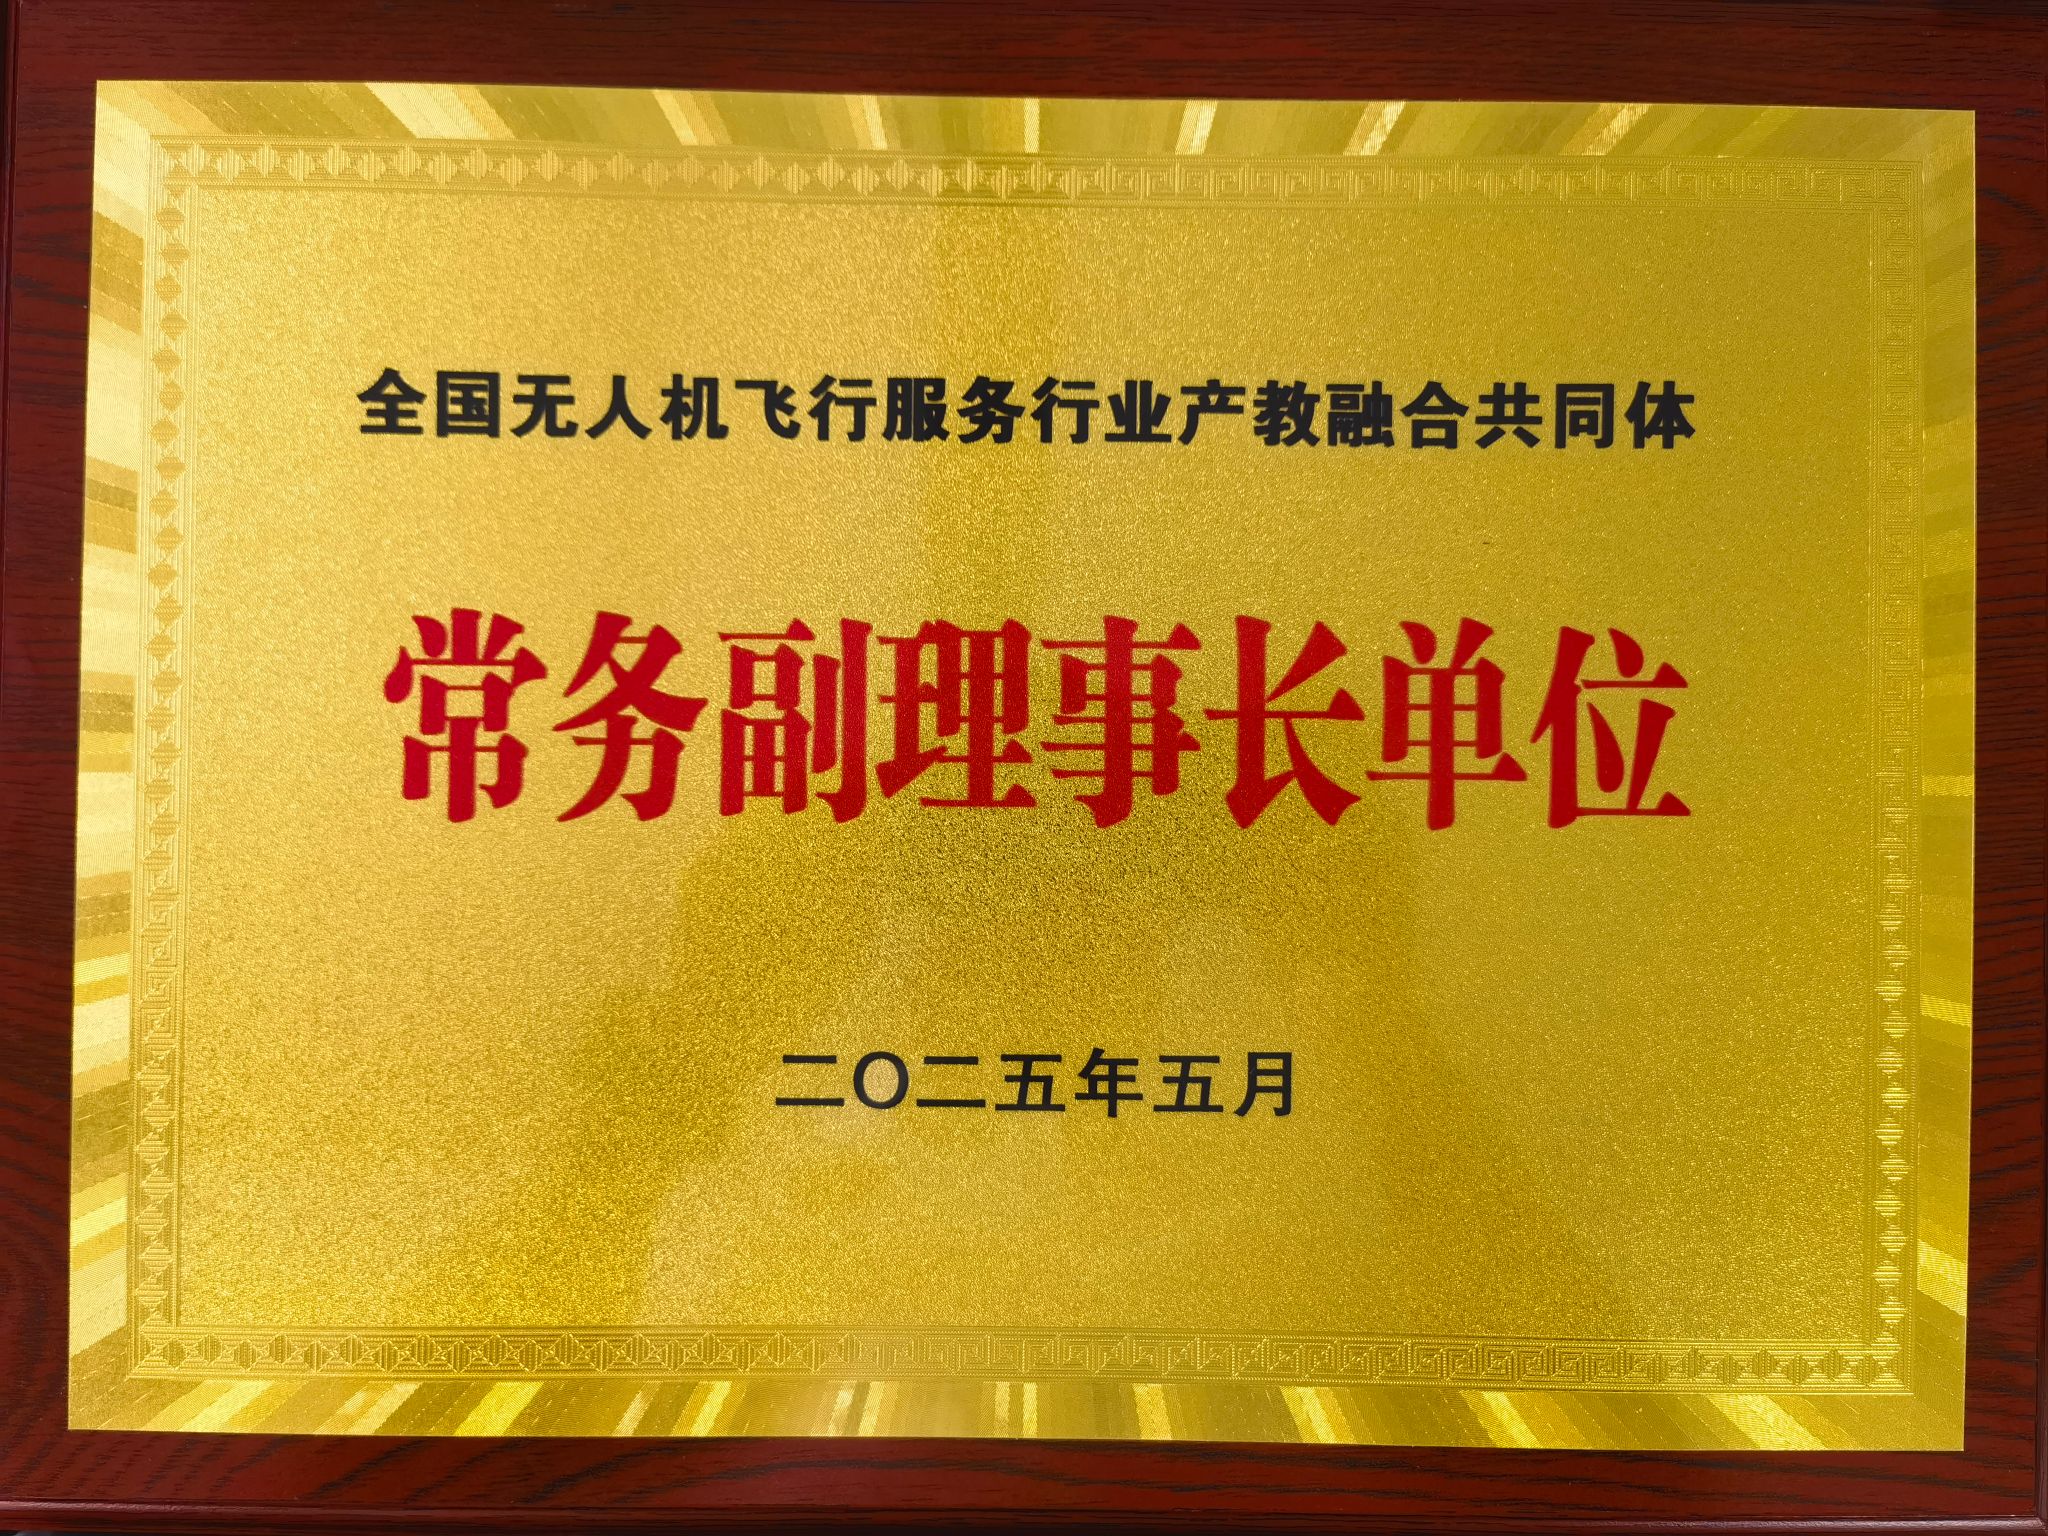 全国无人机飞行服务行业产教融合共同体
常务副理事长单位
二〇二五年五月